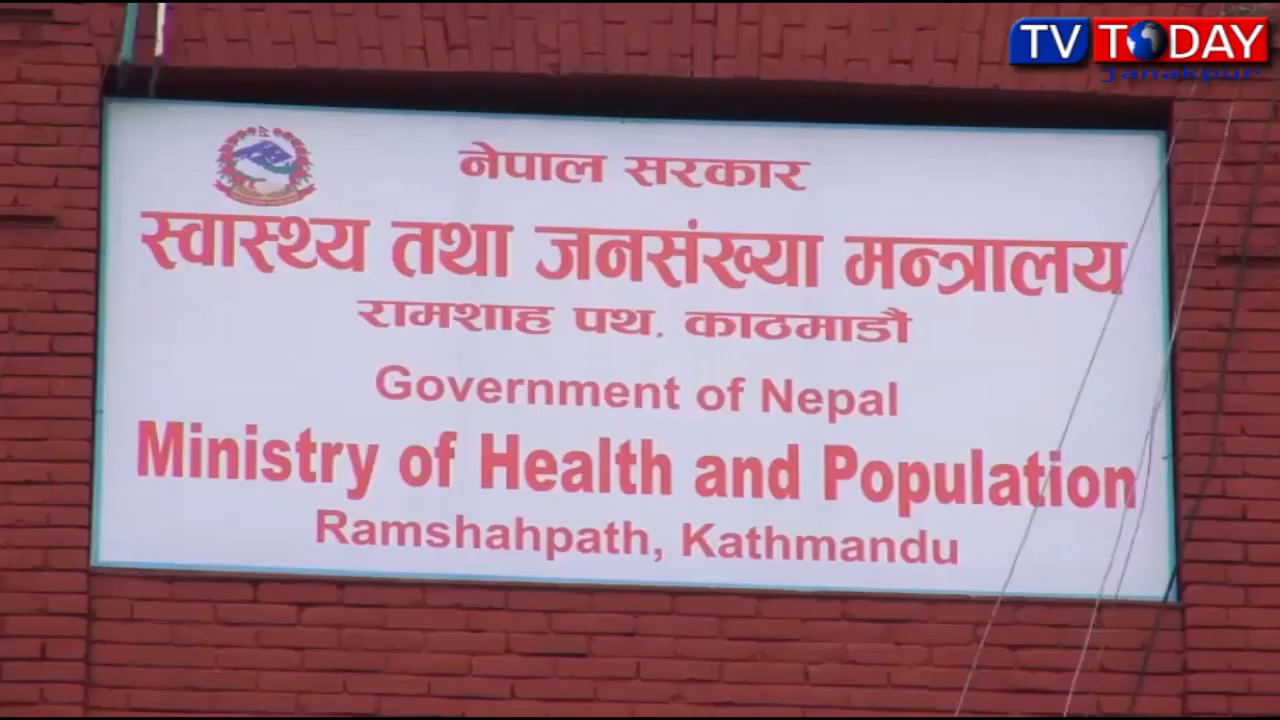 TV TODAY
Janakpur
नेपाल सरकार
स्वास्थ्य तथा जनसंख्या मन्त्रालय
रामशाह पथ. काठमाडौं
Government of Nepal
Ministry of Health and Population
Ramshahpath, Kathmandu